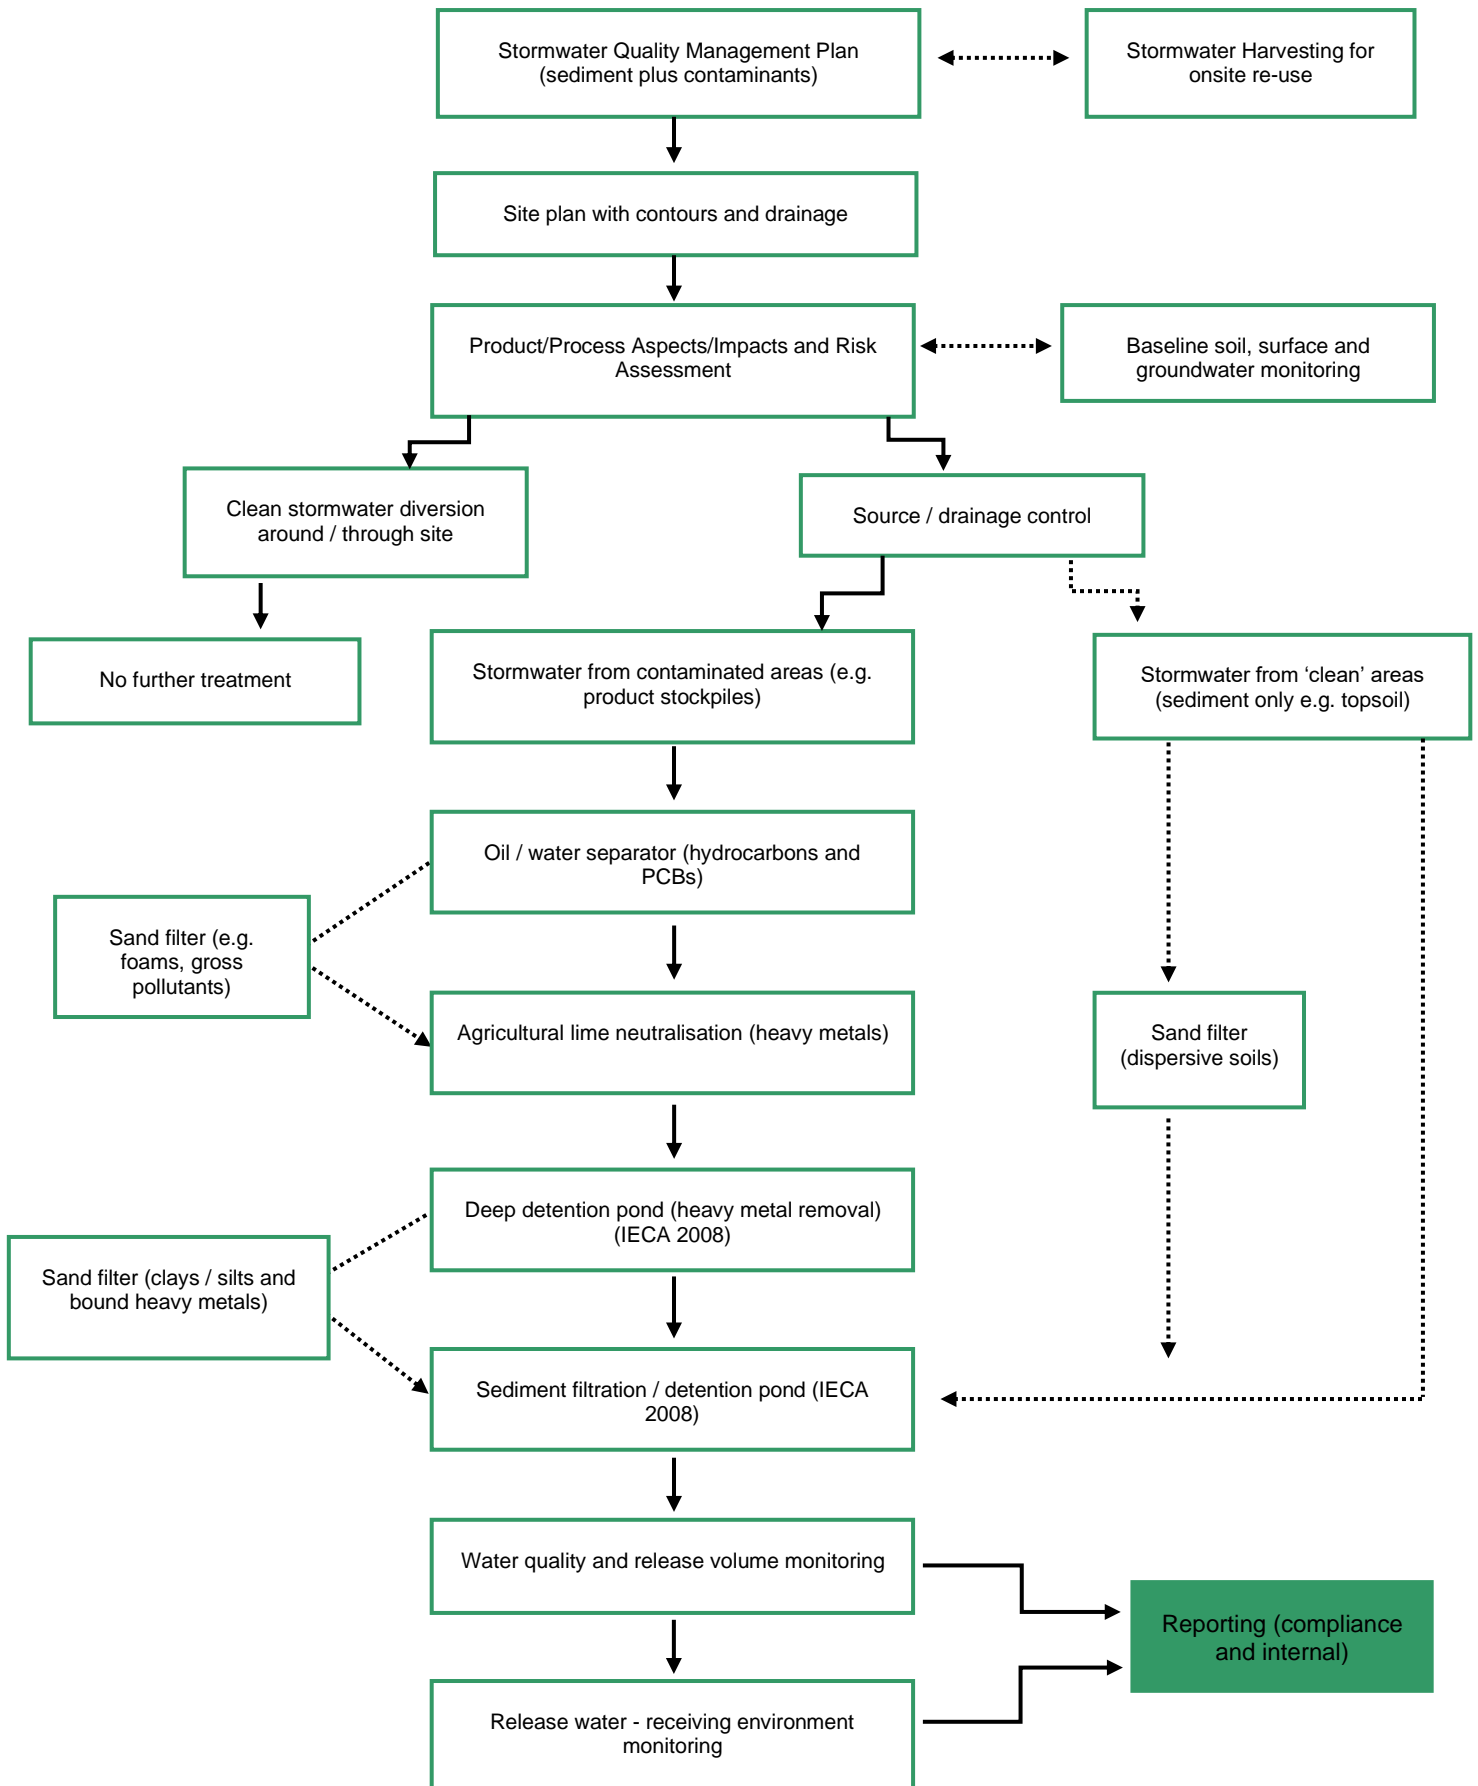 Stormwater Quality Management Plan
(sediment plus contaminants)
Stormwater Harvesting for
onsite re-use
Site plan with contours and drainage
Product/Process Aspects/Impacts and Risk
Assessment
Baseline soil, surface and
groundwater monitoring
Clean stormwater diversion
around / through site
Source / drainage control
No further treatment
Stormwater from contaminated areas (e.g.
product stockpiles)
Stormwater from ‘clean’ areas
(sediment only e.g. topsoil)
Oil / water separator (hydrocarbons and
PCBs)
Sand filter (e.g.
foams, gross
pollutants)
Agricultural lime neutralisation (heavy metals)
Sand filter
(dispersive soils)
Deep detention pond (heavy metal removal)
(IECA 2008)
Sand filter (clays / silts and
bound heavy metals)
Sediment filtration / detention pond (IECA
2008)
Water quality and release volume monitoring
Reporting (compliance
and internal)
Release water - receiving environment
monitoring